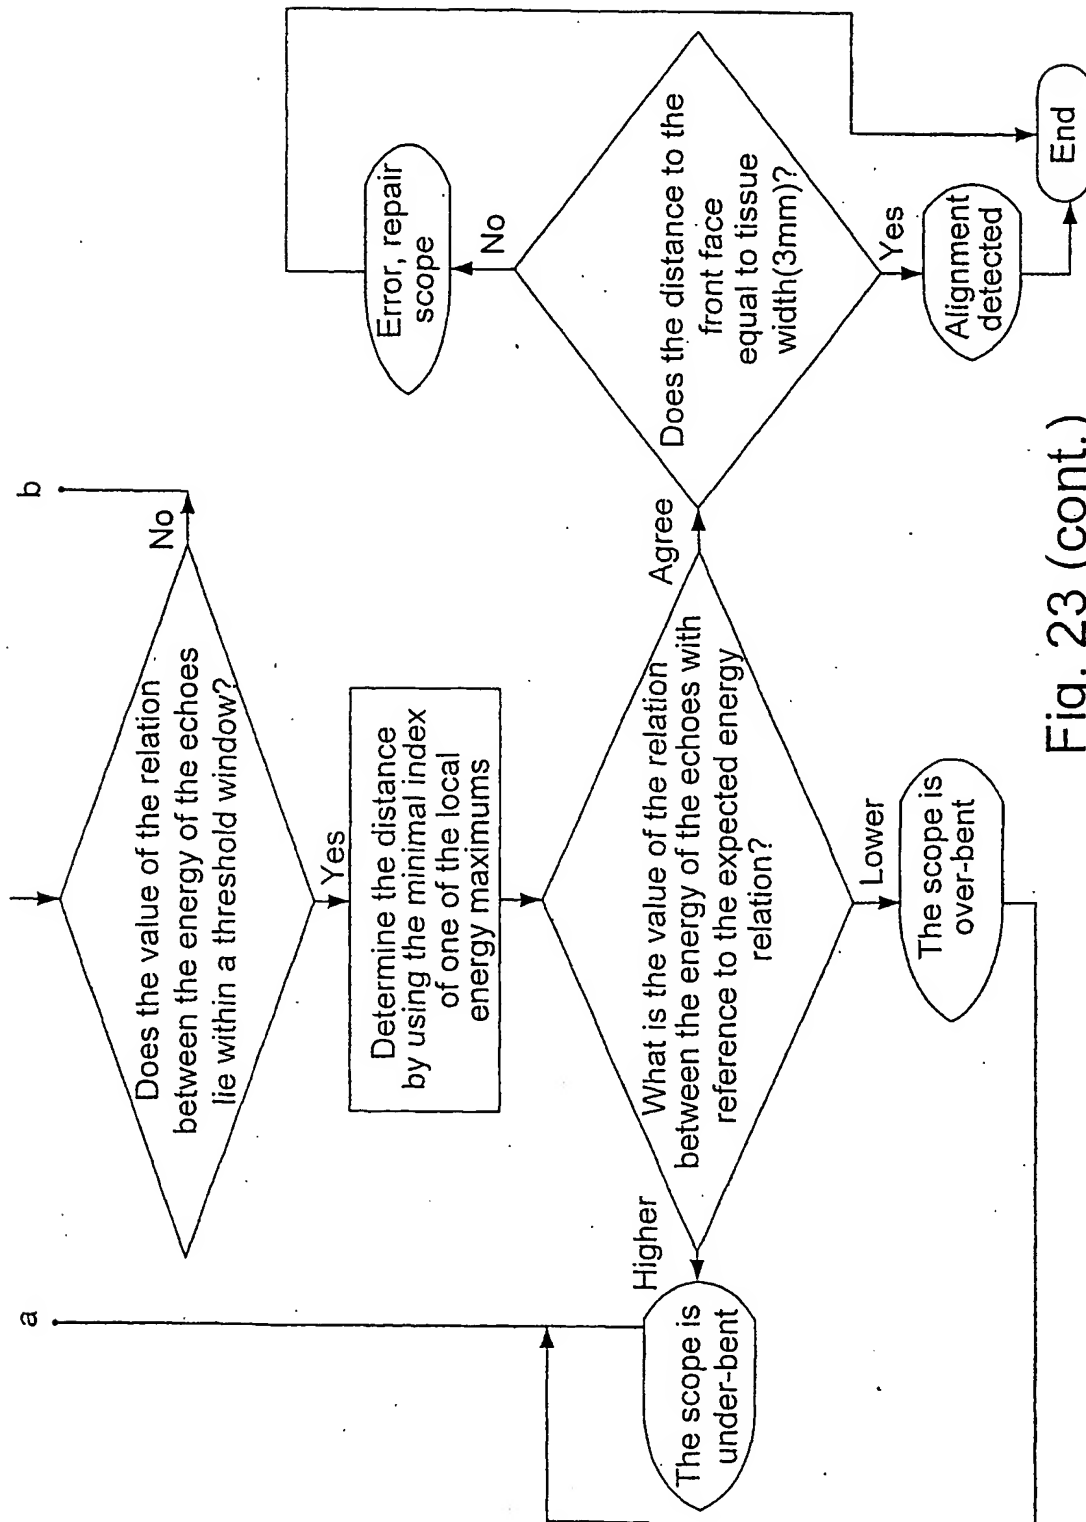 a
b
Does the value of the relation
between the energy of the echoes
lie within a threshold window?
No
Yes
Determine the distance
by using the minimal index
of one of the local
energy maximums
What is the value of the relation
between the energy of the echoes with
reference to the expected energy
relation?
Higher
The scope is
under-bent
Lower
The scope is
over-bent
Agree
Does the distance to the
front face
equal to tissue
width(3mm)?
No
Error, repair
scope
Yes
Alignment
detected
End
Fig. 23 (cont.)